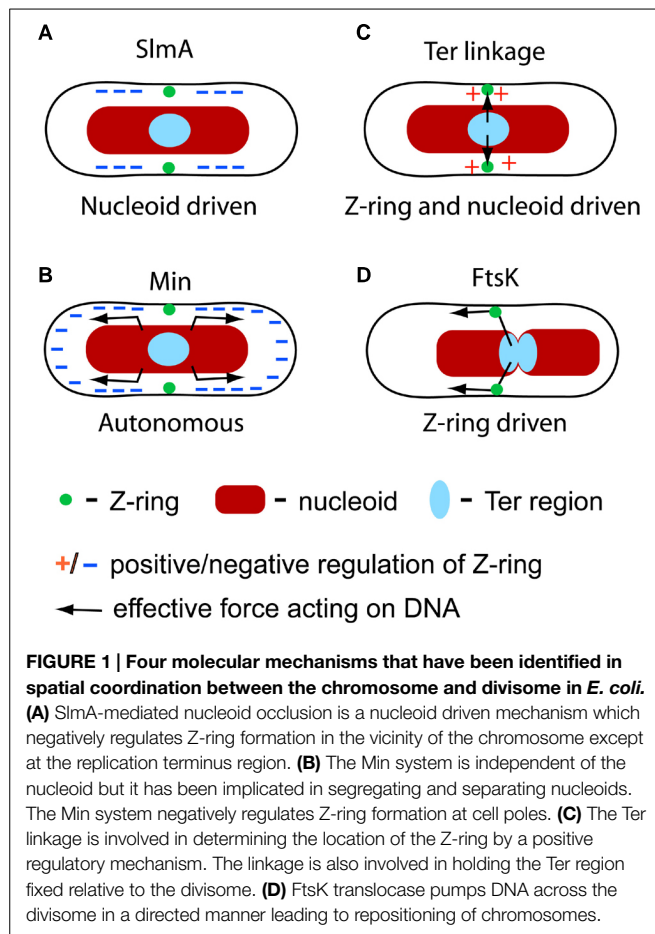 A
SlmA
Nucleoid driven
C
Ter linkage
+ +
+ +
Z-ring and nucleoid driven
B
Min
Autonomous
D
FtsK
Z-ring driven
- Z-ring - nucleoid - Ter region
+/- positive/negative regulation of Z-ring
effective force acting on DNA
FIGURE 1 | Four molecular mechanisms that have been identified in
spatial coordination between the chromosome and divisome in E. coli.
(A) SlmA-mediated nucleoid occlusion is a nucleoid driven mechanism which
negatively regulates Z-ring formation in the vicinity of the chromosome except
at the replication terminus region. (B) The Min system is independent of the
nucleoid but it has been implicated in segregating and separating nucleoids.
The Min system negatively regulates Z-ring formation at cell poles. (C) The Ter
linkage is involved in determining the location of the Z-ring by a positive
regulatory mechanism. The linkage is also involved in holding the Ter region
fixed relative to the divisome. (D) FtsK translocase pumps DNA across the
divisome in a directed manner leading to repositioning of chromosomes.